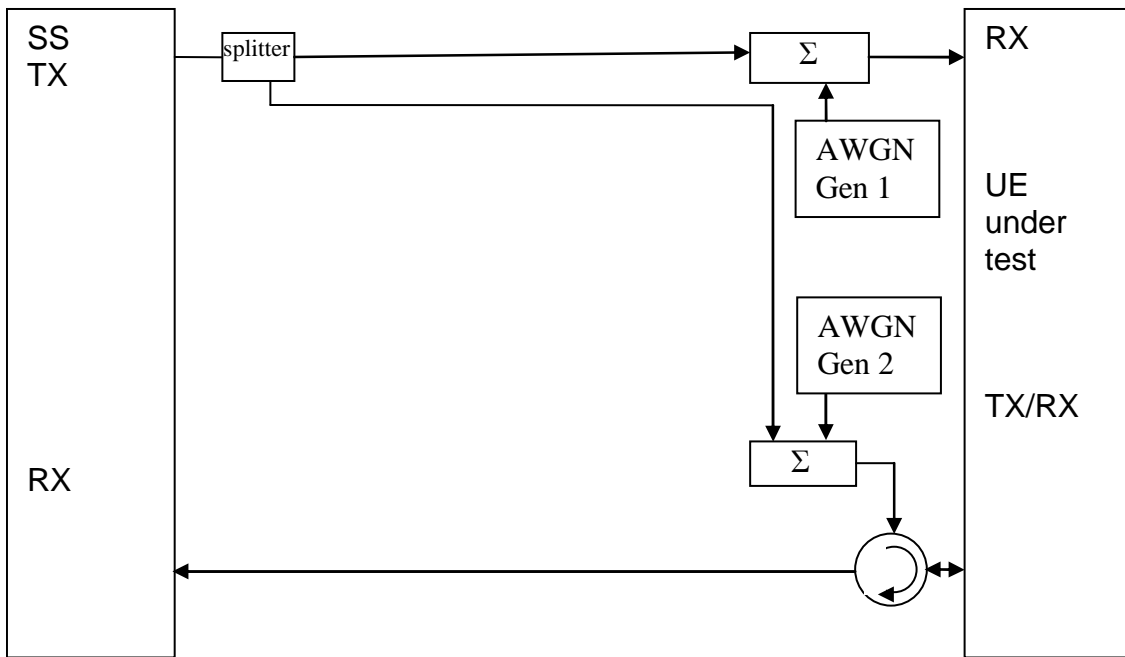 SS
TX
splitter
Σ
RX
AWGN
Gen 1
UE
under
test
AWGN
Gen 2
TX/RX
Σ
RX